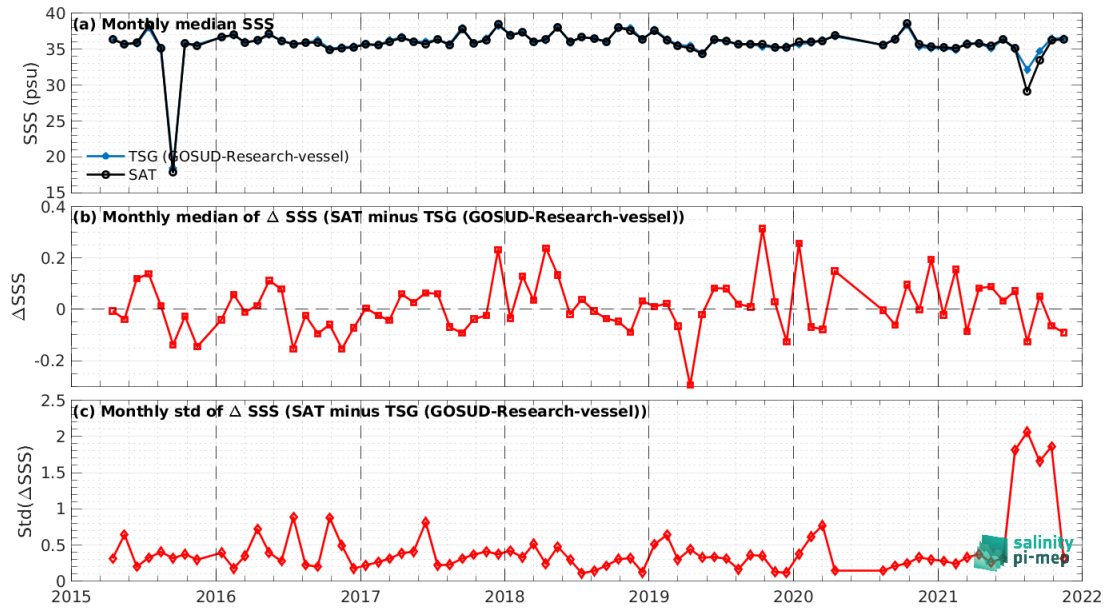 (a) Monthly median SSS
40
35
30
25
20
15
SSS (psu)
TSG (GOSUD-Research-vessel)
SAT
(b) Monthly median of Δ SSS (SAT minus TSG (GOSUD-Research-vessel))
0.4
0.2
0
-0.2
ΔSSS
(c) Monthly std of Δ SSS (SAT minus TSG (GOSUD-Research-vessel))
2.5
2
1.5
1
0.5
0
Std(ΔSSS)
salinity
pi-mep
2015 2016 2017 2018 2019 2020 2021 2022